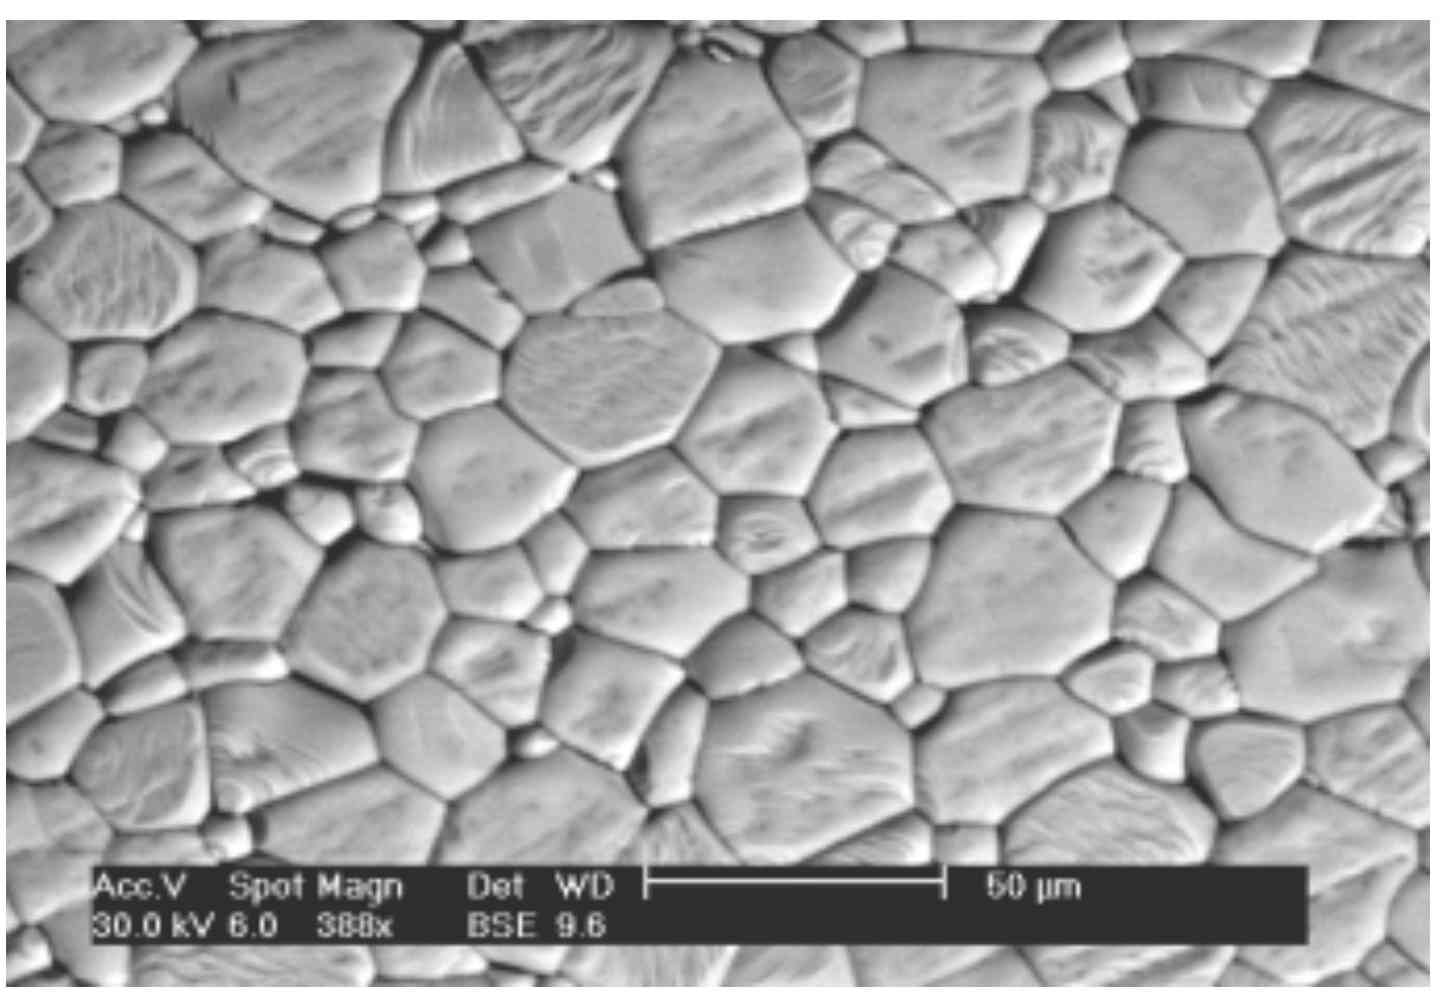 Acc.V Spot Magn Det WD 50 µm
30.0 kV 6.0 388x BSE 9.6